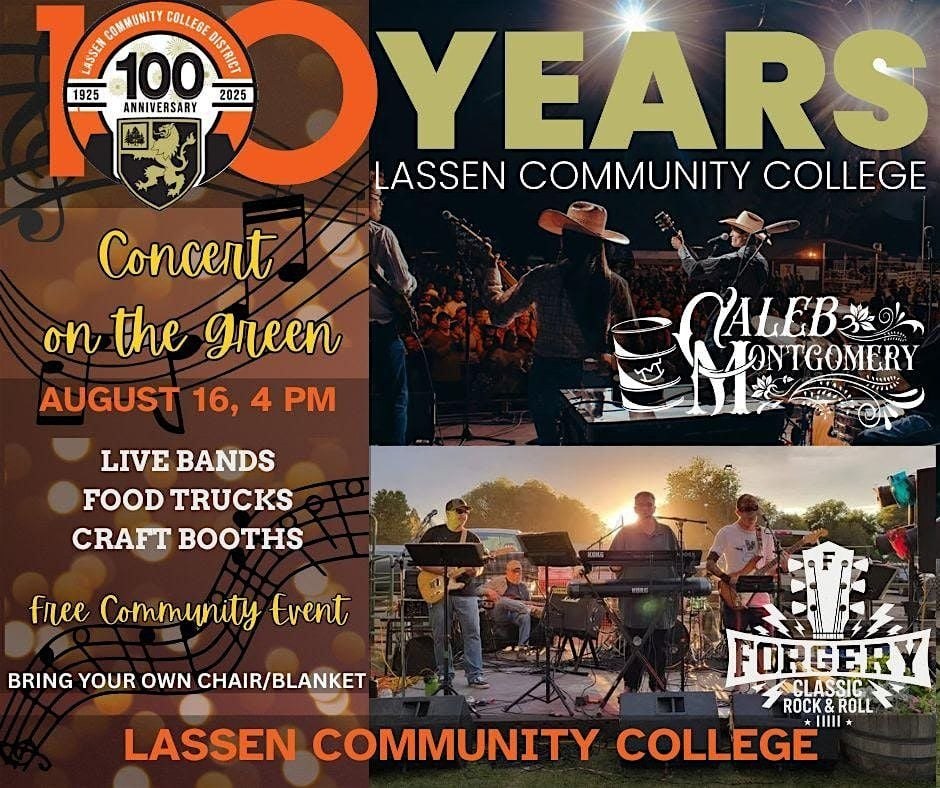 100 YEARS
LASSEN COMMUNITY COLLEGE
LASSEN COMMUNITY COLLEGE DISTRICT
100
1925 ANNIVERSARY 2025
Concert
on the green
AUGUST 16, 4 PM
LIVE BANDS
FOOD TRUCKS
CRAFT BOOTHS
Free Community Event
BRING YOUR OWN CHAIR/BLANKET
CALEB
MONTGOMERY
KORG
KORG
F
FORGERY
CLASSIC
ROCK & ROLL
LASSEN COMMUNITY COLLEGE